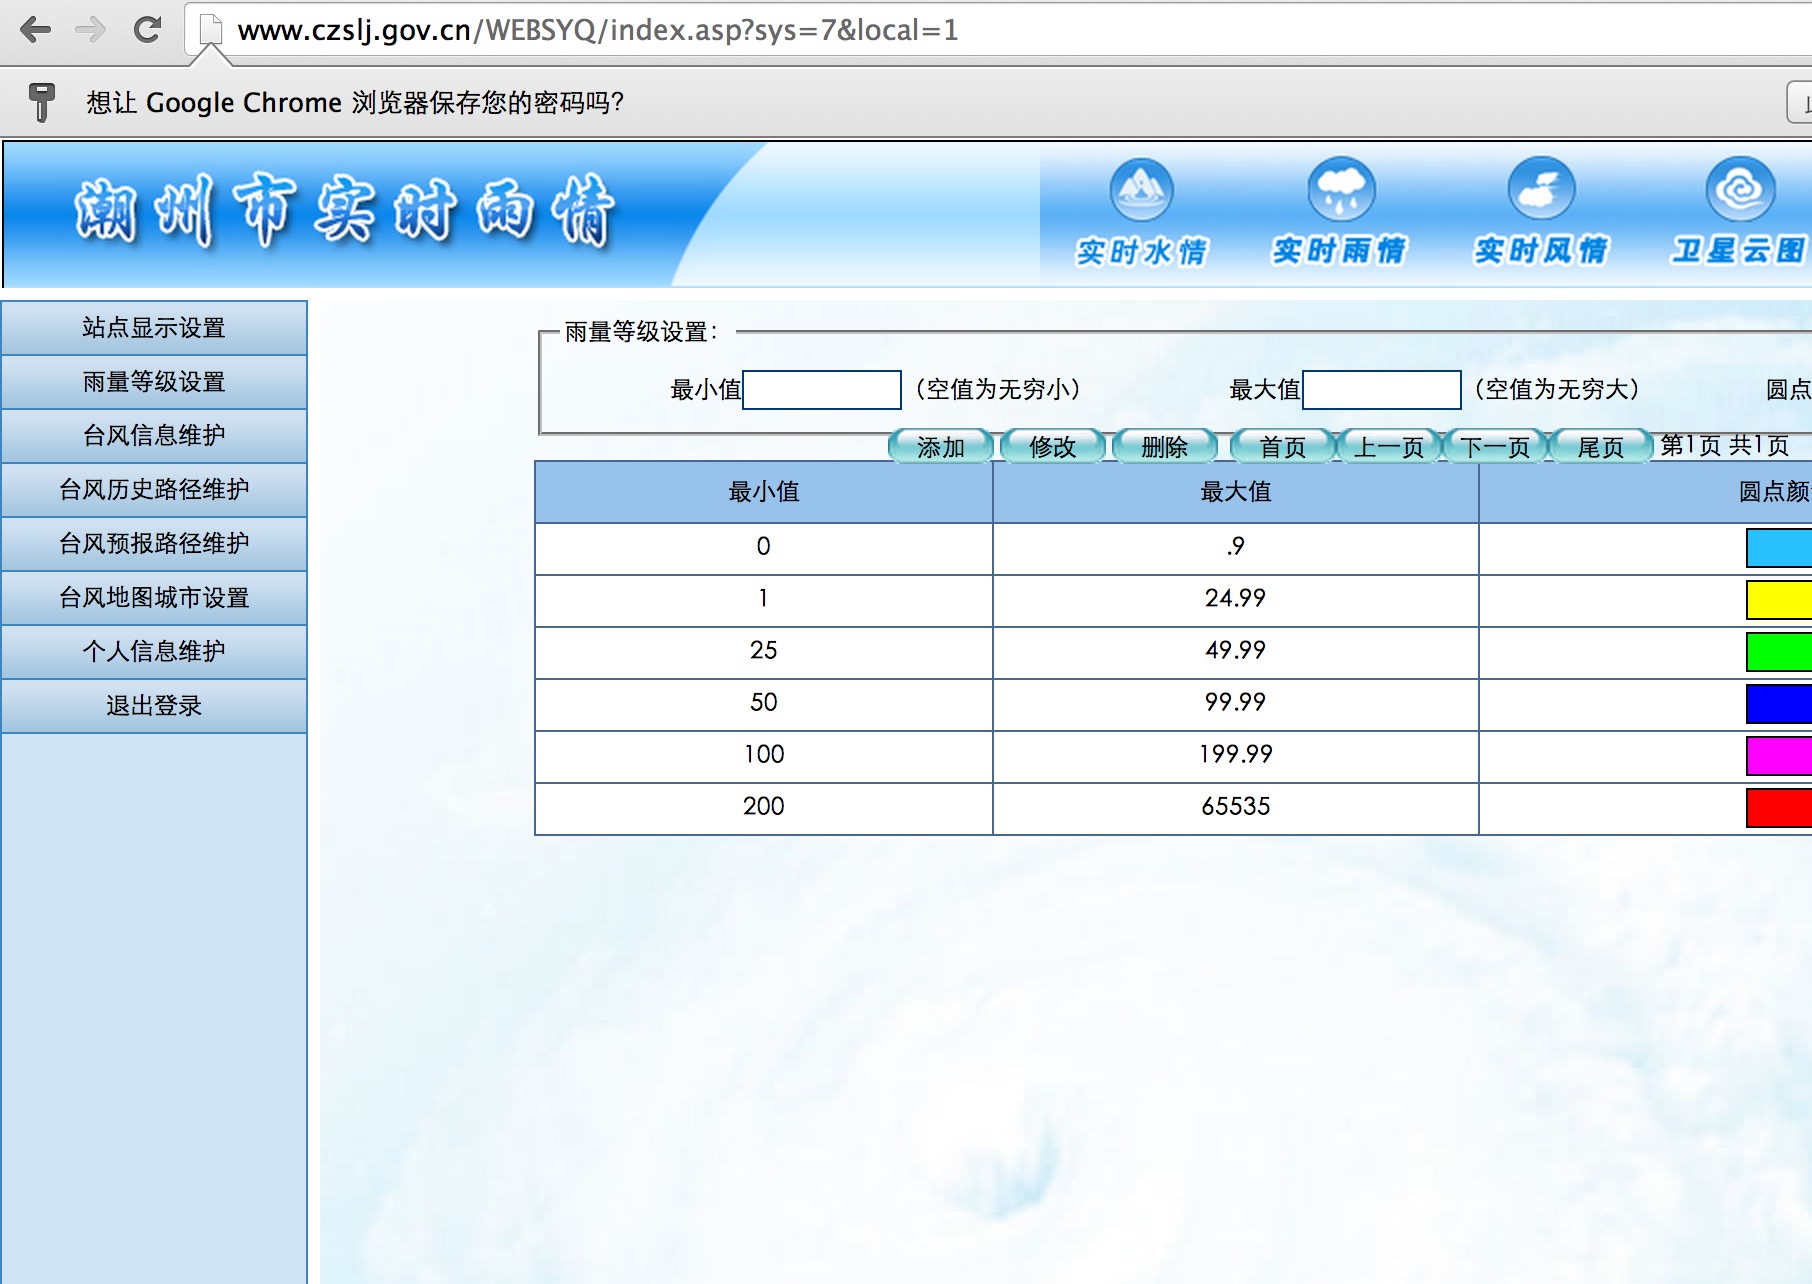 www.czslj.gov.cn/WEBSYQ/index.asp?sys=7&local=1
想让 Google Chrome 浏览器保存您的密码吗?
潮州市实时雨情
实时水情 实时雨情 实时风情 卫星云图
站点显示设置
雨量等级设置
台风信息维护
台风历史路径维护
台风预报路径维护
台风地图城市设置
个人信息维护
退出登录
雨量等级设置：
最小值 （空值为无穷小） 最大值 （空值为无穷大） 圆点
添加 修改 删除 首页 上一页 下一页 尾页 第1页 共1页
最小值 最大值 圆点颜
0 .9
1 24.99
25 49.99
50 99.99
100 199.99
200 65535